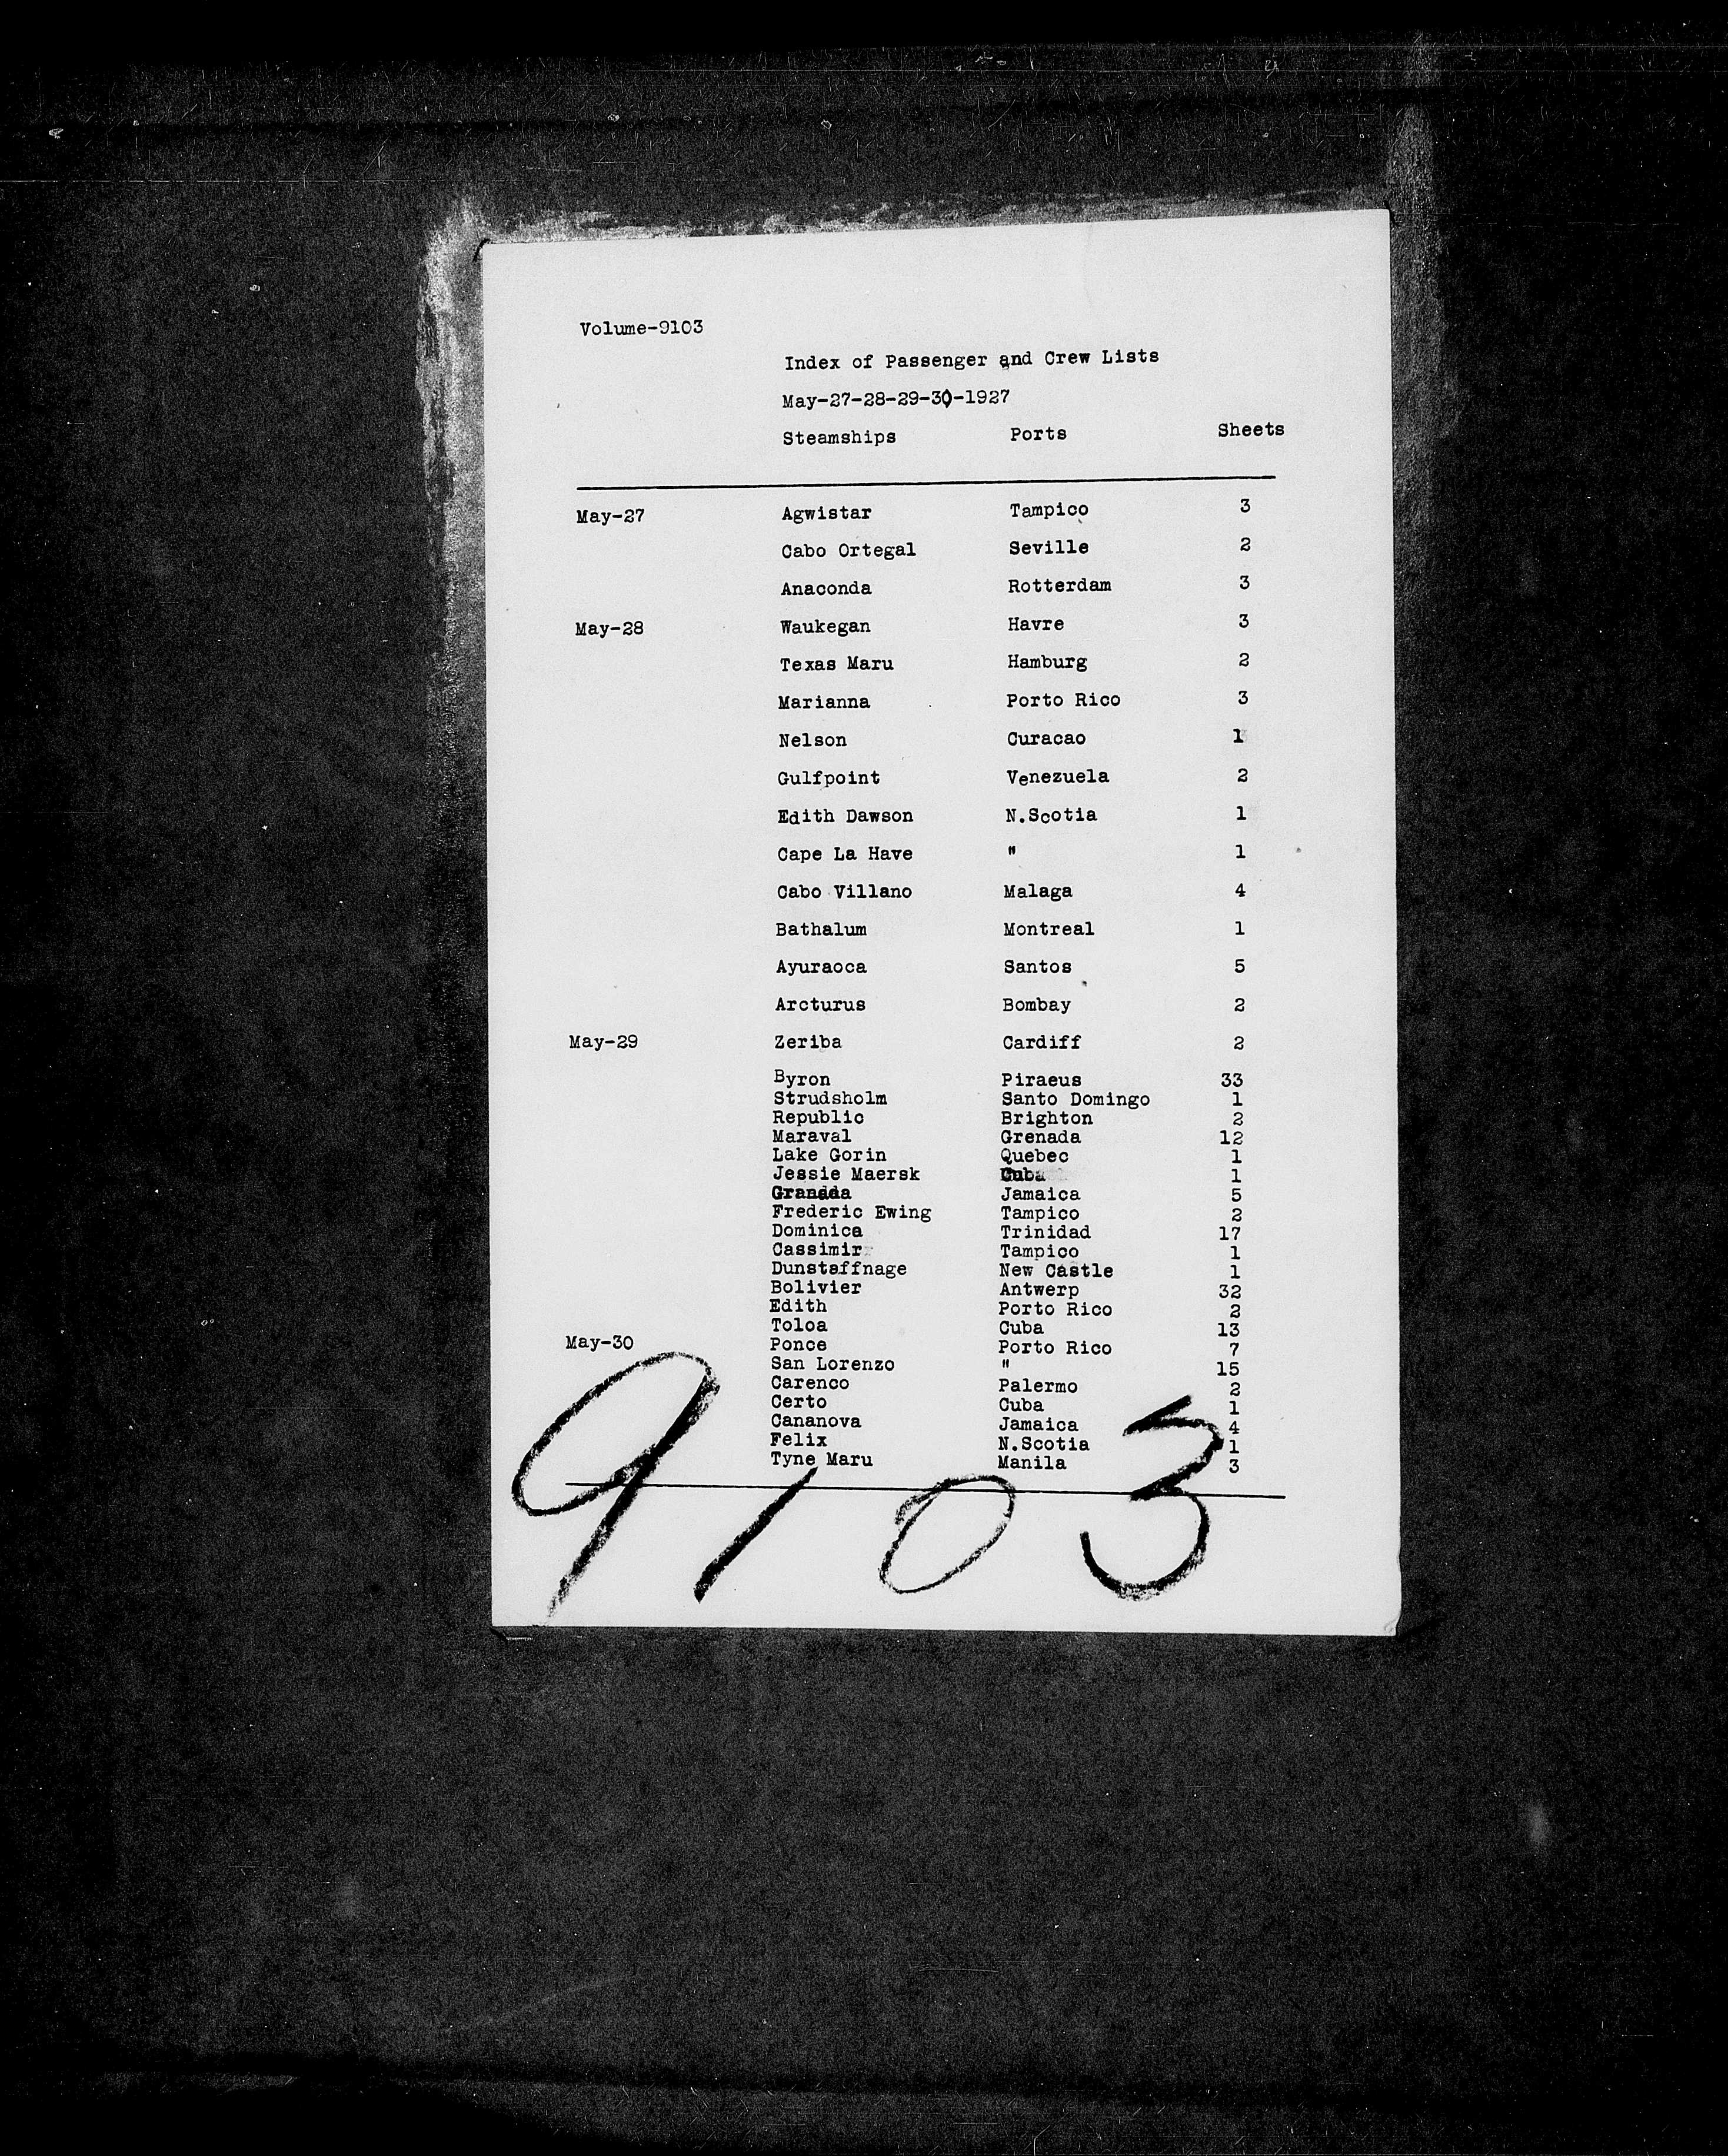 Volume-9103
Index of Passenger and Crew Lists
May-27-28-29-30-1927
Steamships Ports Sheets
May-27 Agwistar Tampico 3
Cabo Ortegal Seville 2
Anaconda Rotterdam 3
May-28 Waukegan Havre 3
Texas Maru Hamburg 2
Marianna Porto Rico 3
Nelson Curacao 1
Gulfpoint Venezuela 2
Edith Dawson N.Scotia 1
Cape La Have " 1
Cabo Villano Malaga 4
Bathalum Montreal 1
Ayuraoca Santos 5
Arcturus Bombay 2
May-29 Zeriba Cardiff 2
Byron Piraeus 33
Strudsholm Santo Domingo 1
Republic Brighton 2
Maraval Grenada 12
Lake Gorin Quebec 1
Jessie Maersk Cuba 1
Granada Jamaica 5
Frederic Ewing Tampico 2
Dominica Trinidad 17
Cassimir Tampico 1
Dunstaffnage New Castle 1
Bolivier Antwerp 32
Edith Porto Rico 2
Toloa Cuba 13
May-30 Ponce Porto Rico 7
San Lorenzo " 15
Carenco Palermo 2
Certo Cuba 1
Cananova Jamaica 4
Felix N.Scotia 1
Tyne Maru Manila 3
9103